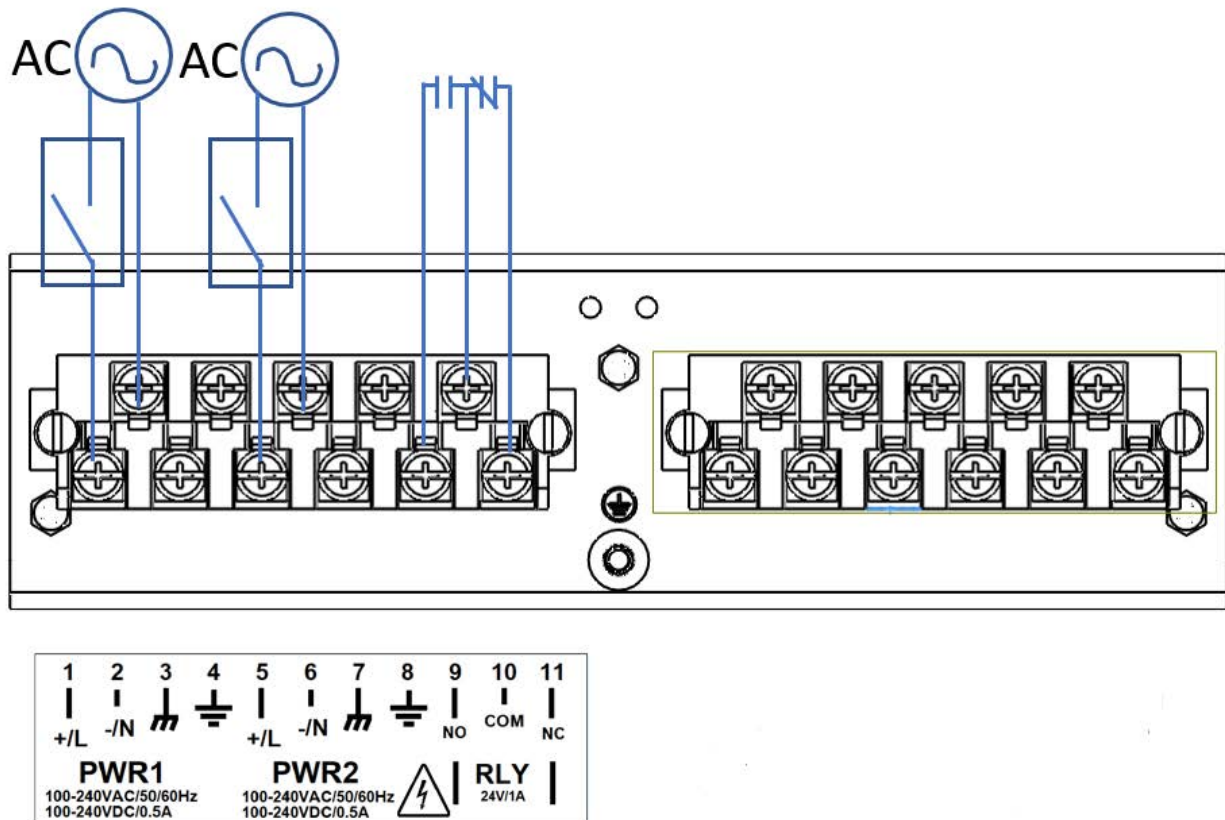 AC AC
1 2 3 4 5 6 7 8 9 10 11
+/L -/N +/L -/N NO COM NC
PWR1 PWR2 RLY
100-240VAC/50/60Hz 100-240VAC/50/60Hz 24V/1A
100-240VDC/0.5A 100-240VDC/0.5A